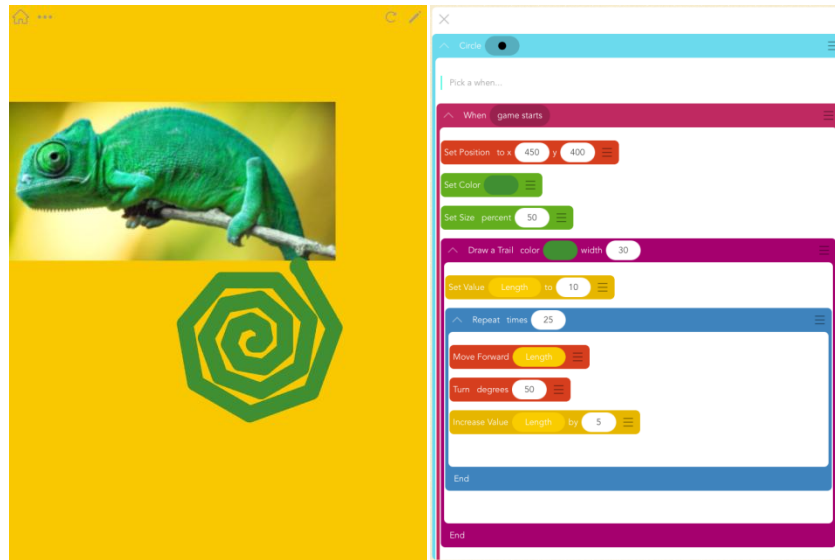 Circle
Pick a when...
When game starts
Set Position to x 450 y 400
Set Color
Set Size percent 50
Draw a Trail color width 30
Set Value Length to 10
Repeat times 25
Move Forward Length
Turn degrees 50
Increase Value Length by 5
End
End